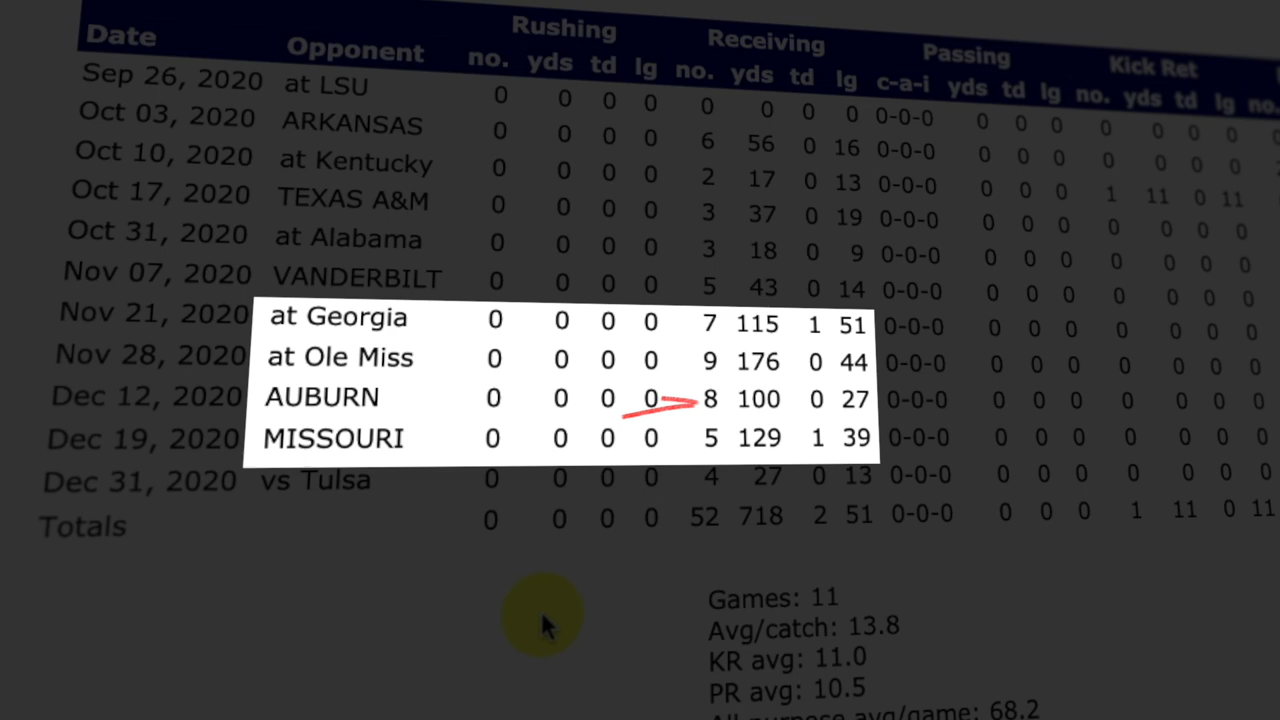 Rushing Receiving Passing Kick Ret
Date Opponent no. yds td lg no. yds td lg c-a-i yds td lg no. yds td lg no.
Sep 26, 2020 at LSU 0 0 0 0 0 0 0 0 0-0-0 0 0 0 0 0 0 0
Oct 03, 2020 ARKANSAS 0 0 0 0 6 56 0 16 0-0-0 0 0 0 0 0 0 0
Oct 10, 2020 at Kentucky 0 0 0 0 2 17 0 13 0-0-0 0 0 0 1 11 0 11
Oct 17, 2020 TEXAS A&M 0 0 0 0 3 37 0 19 0-0-0 0 0 0 0 0 0 0
Oct 31, 2020 at Alabama 0 0 0 0 3 18 0 9 0-0-0 0 0 0 0 0 0 0
Nov 07, 2020 VANDERBILT 0 0 0 0 5 43 0 14 0-0-0 0 0 0 0 0 0 0
Nov 21, 2020 at Georgia 0 0 0 0 7 115 1 51 0-0-0 0 0 0 0 0 0 0
Nov 28, 2020 at Ole Miss 0 0 0 0 9 176 0 44 0-0-0 0 0 0 0 0 0 0
Dec 12, 2020 AUBURN 0 0 0 0 8 100 0 27 0-0-0 0 0 0 0 0 0 0
Dec 19, 2020 MISSOURI 0 0 0 0 5 129 1 39 0-0-0 0 0 0 0 0 0 0
Dec 31, 2020 vs Tulsa 0 0 0 0 4 27 0 13 0-0-0 0 0 0 0 0 0 0
Totals 0 0 0 0 52 718 2 51 0-0-0 0 0 0 1 11 0 11
Games: 11
Avg/catch: 13.8
KR avg: 11.0
PR avg: 10.5
All purpose avg/game: 68.2